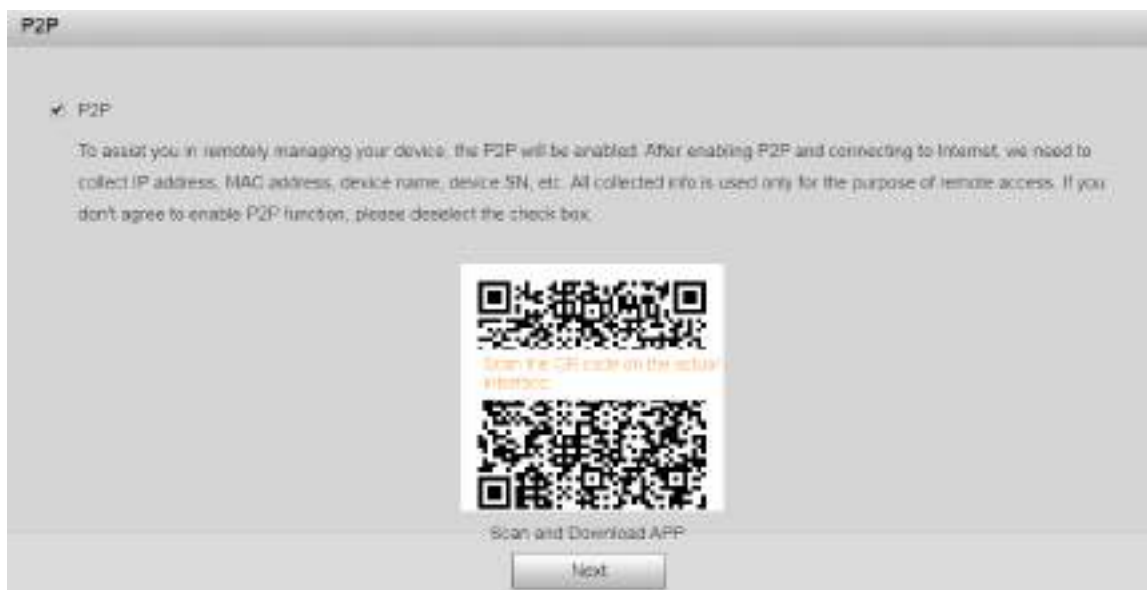 P2P
P2P
To assist you in remotely managing your device, the P2P will be enabled. After enabling P2P and connecting to Internet, we need to
collect IP address, MAC address, device name, device SN, etc. All collected info is used only for the purpose of remote access. If you
don't agree to enable P2P function, please deselect the check box.
Scan the QR code on the actual
interface.
Scan and Download APP
Next